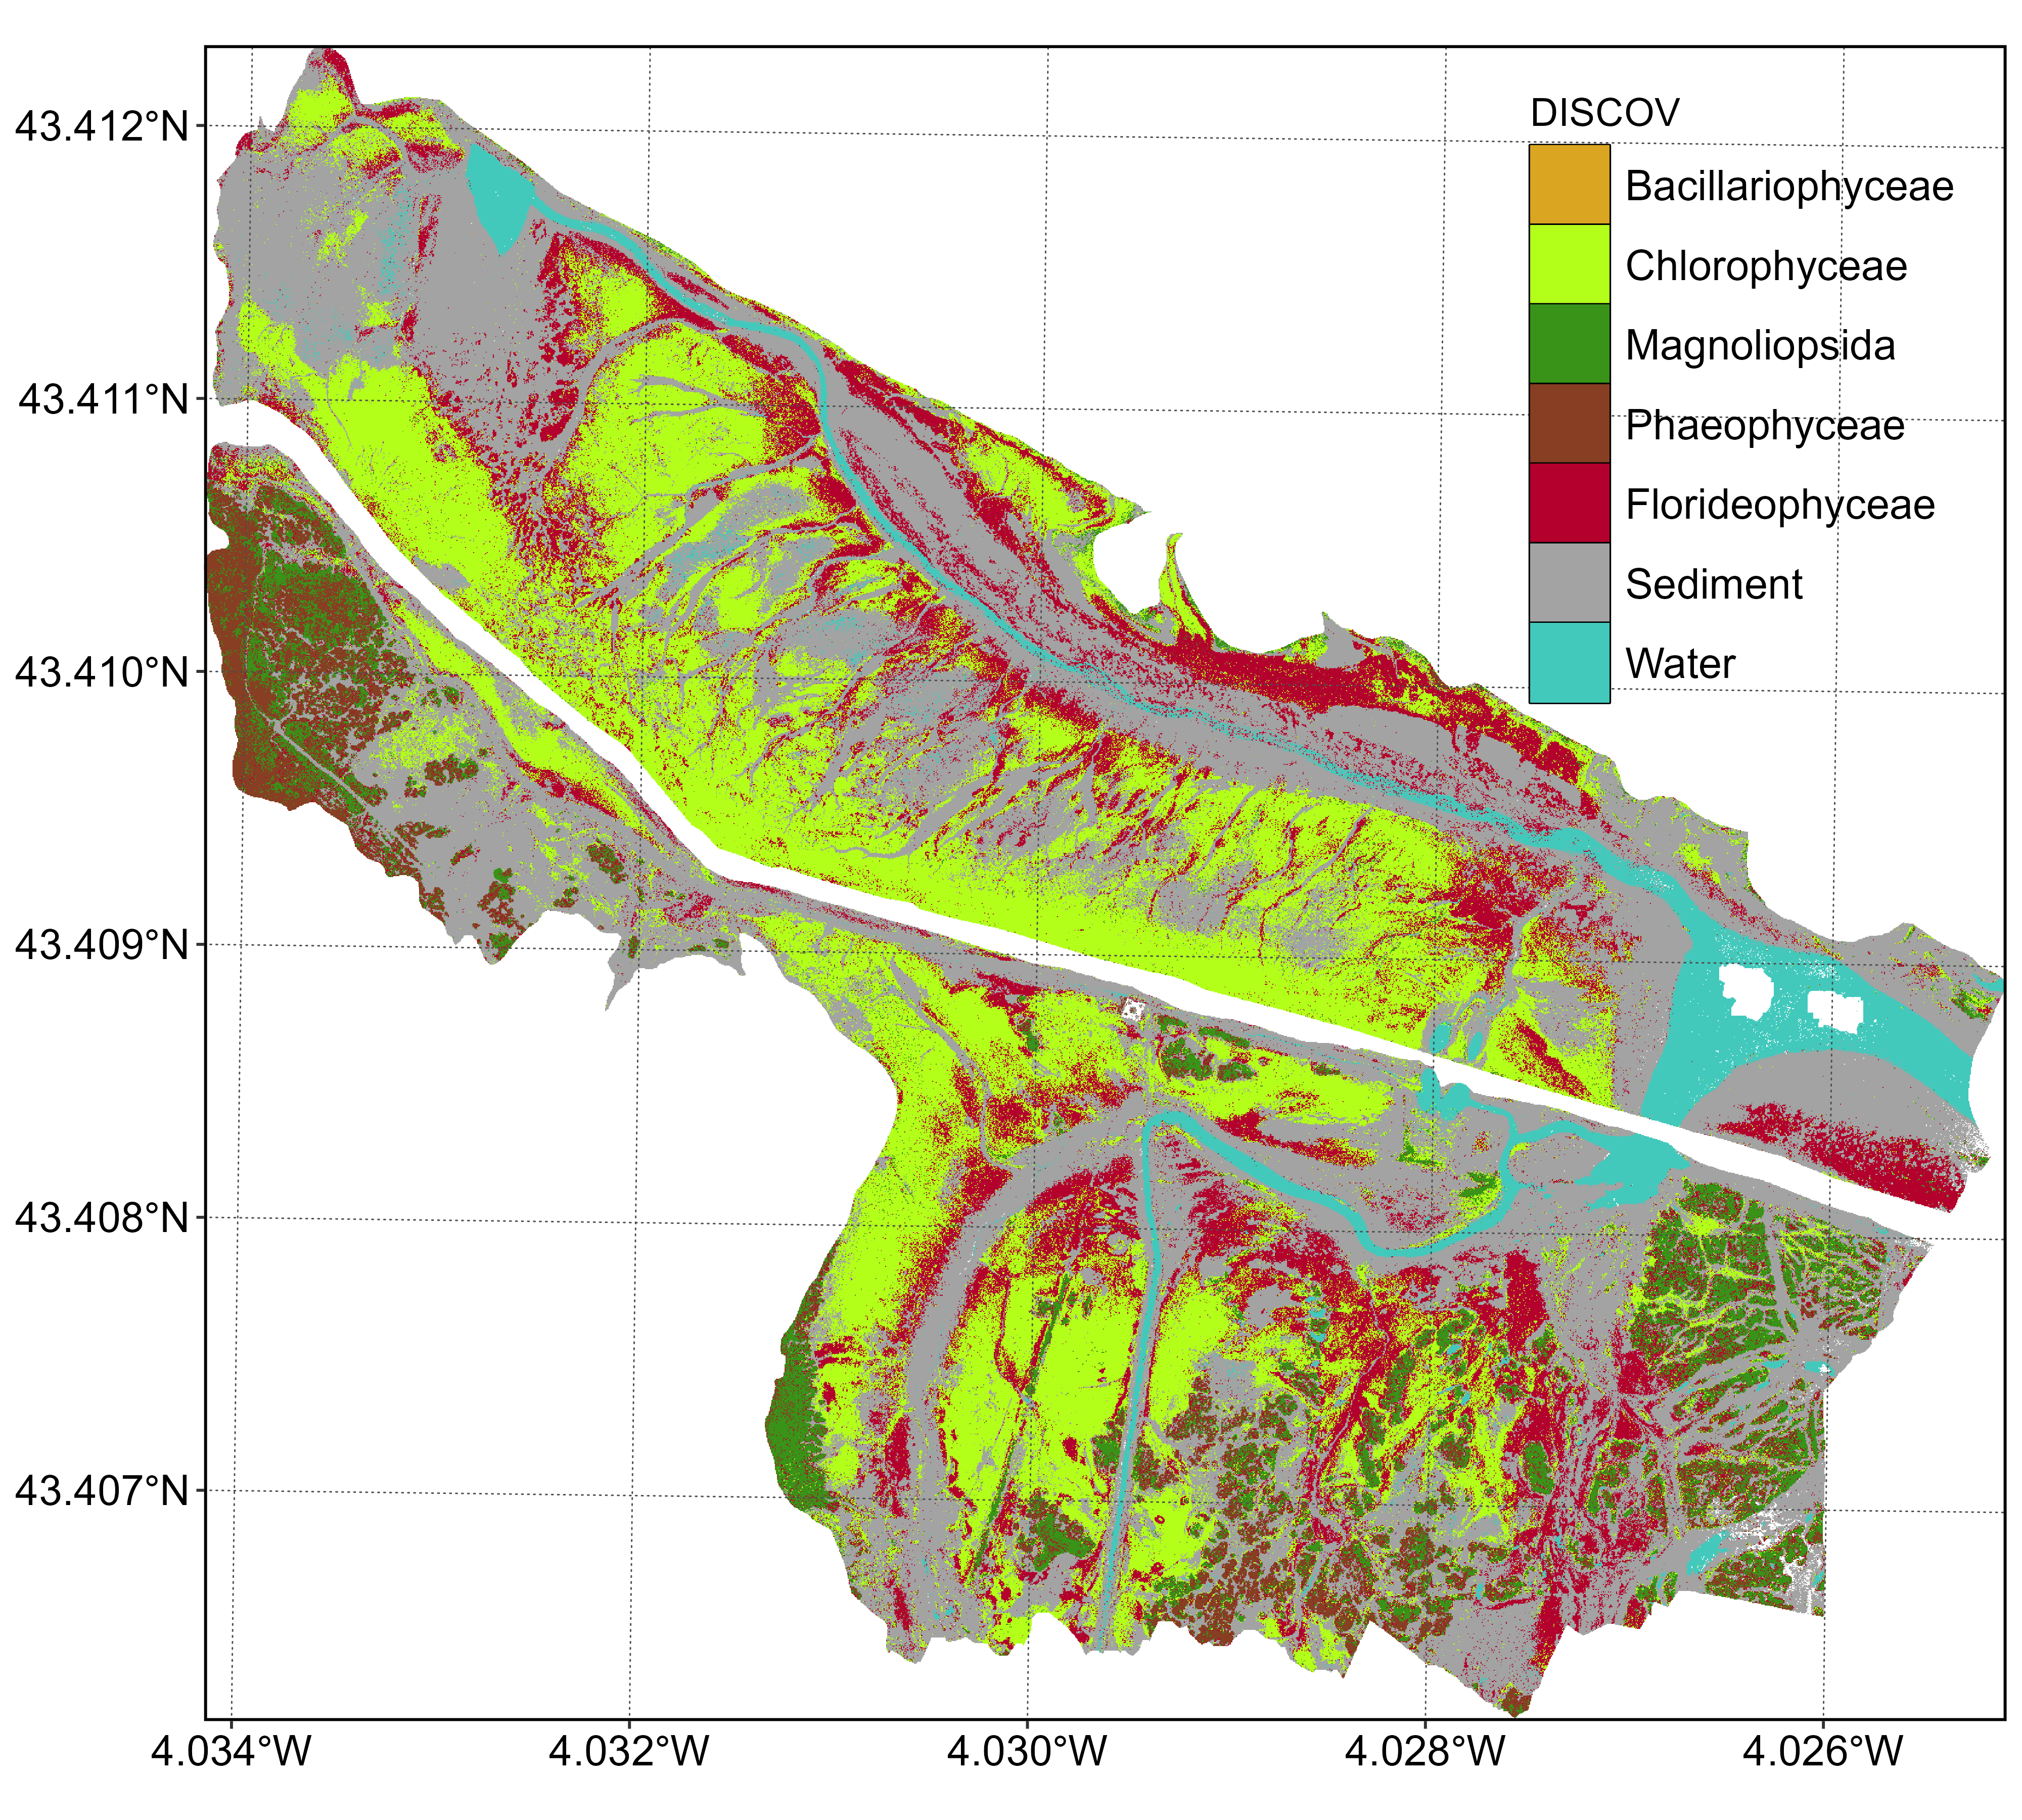 DISCOV
Bacillariophyceae
Chlorophyceae
Magnoliopsida
Phaeophyceae
Florideophyceae
Sediment
Water
43.412°N
43.411°N
43.410°N
43.409°N
43.408°N
43.407°N
4.034°W 4.032°W 4.030°W 4.028°W 4.026°W